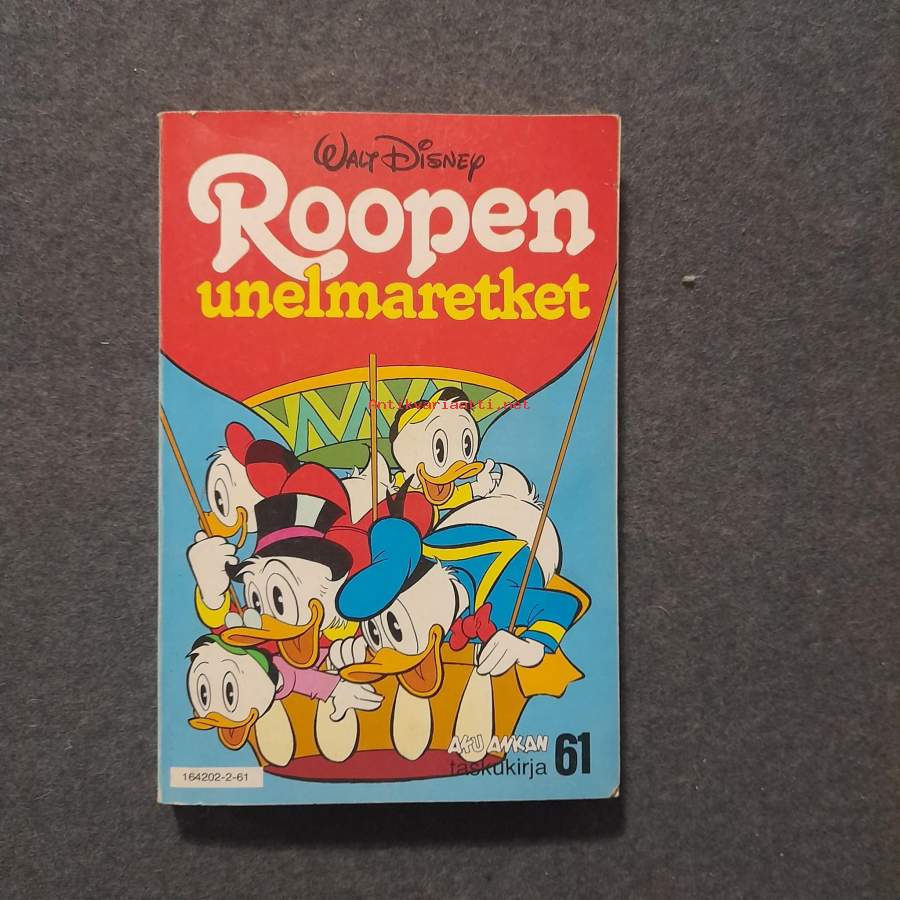 WALT DISNEY
Roopen
unelmaretket
Antikvariaatti.net
AKU ANKAN
taskukirja 61
164202-2-61